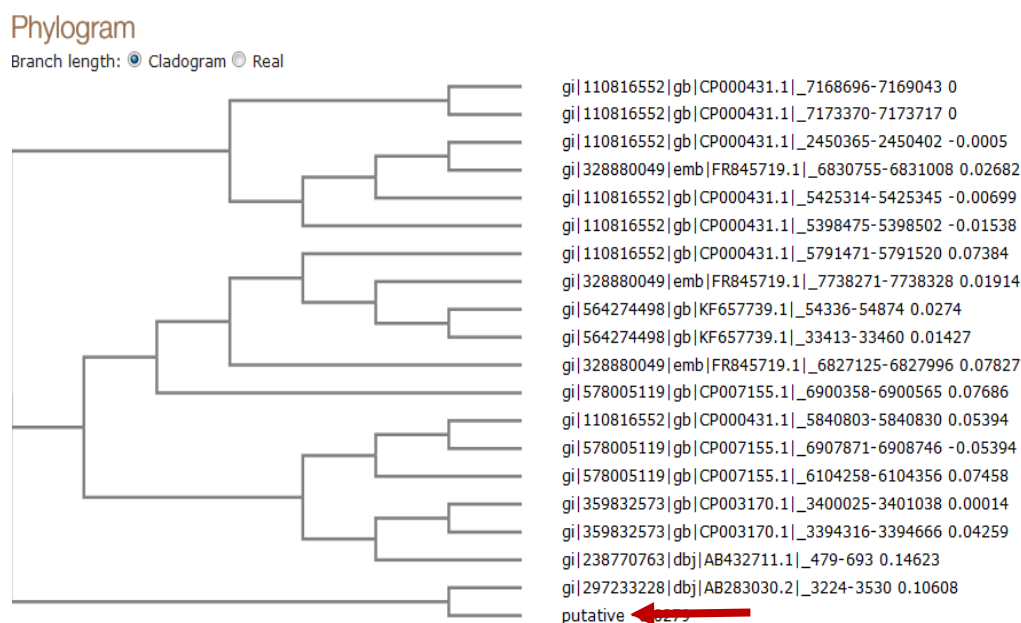 Phylogram
Branch length: Cladogram Real
gi|110816552|gb|CP000431.1|_7168696-7169043 0
gi|110816552|gb|CP000431.1|_7173370-7173717 0
gi|110816552|gb|CP000431.1|_2450365-2450402 -0.0005
gi|328880049|emb|FR845719.1|_6830755-6831008 0.02682
gi|110816552|gb|CP000431.1|_5425314-5425345 -0.00699
gi|110816552|gb|CP000431.1|_5398475-5398502 -0.01538
gi|110816552|gb|CP000431.1|_5791471-5791520 0.07384
gi|328880049|emb|FR845719.1|_7738271-7738328 0.01914
gi|564274498|gb|KF657739.1|_54336-54874 0.0274
gi|564274498|gb|KF657739.1|_33413-33460 0.01427
gi|328880049|emb|FR845719.1|_6827125-6827996 0.07827
gi|578005119|gb|CP007155.1|_6900358-6900565 0.07686
gi|110816552|gb|CP000431.1|_5840803-5840830 0.05394
gi|578005119|gb|CP007155.1|_6907871-6908746 -0.05394
gi|578005119|gb|CP007155.1|_6104258-6104356 0.07458
gi|359832573|gb|CP003170.1|_3400025-3401038 0.00014
gi|359832573|gb|CP003170.1|_3394316-3394666 0.04259
gi|238770763|dbj|AB432711.1|_479-693 0.14623
gi|297233228|dbj|AB283030.2|_3224-3530 0.10608
putative